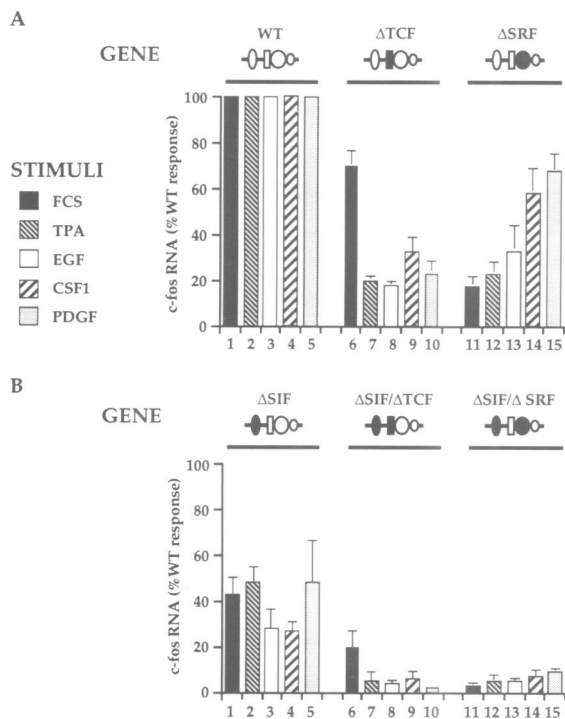 A
WT
ΔTCF
ΔSRF
GENE
100
80
60
40
20
0
c-fos RNA (%WT response)
STIMULI
FCS
TPA
EGF
CSF1
PDGF
1 2 3 4 5 6 7 8 9 10 11 12 13 14 15
B
ΔSIF
ΔSIF/ΔTCF
ΔSIF/Δ SRF
GENE
100
80
60
40
20
0
c-fos RNA (%WT response)
1 2 3 4 5 6 7 8 9 10 11 12 13 14 15